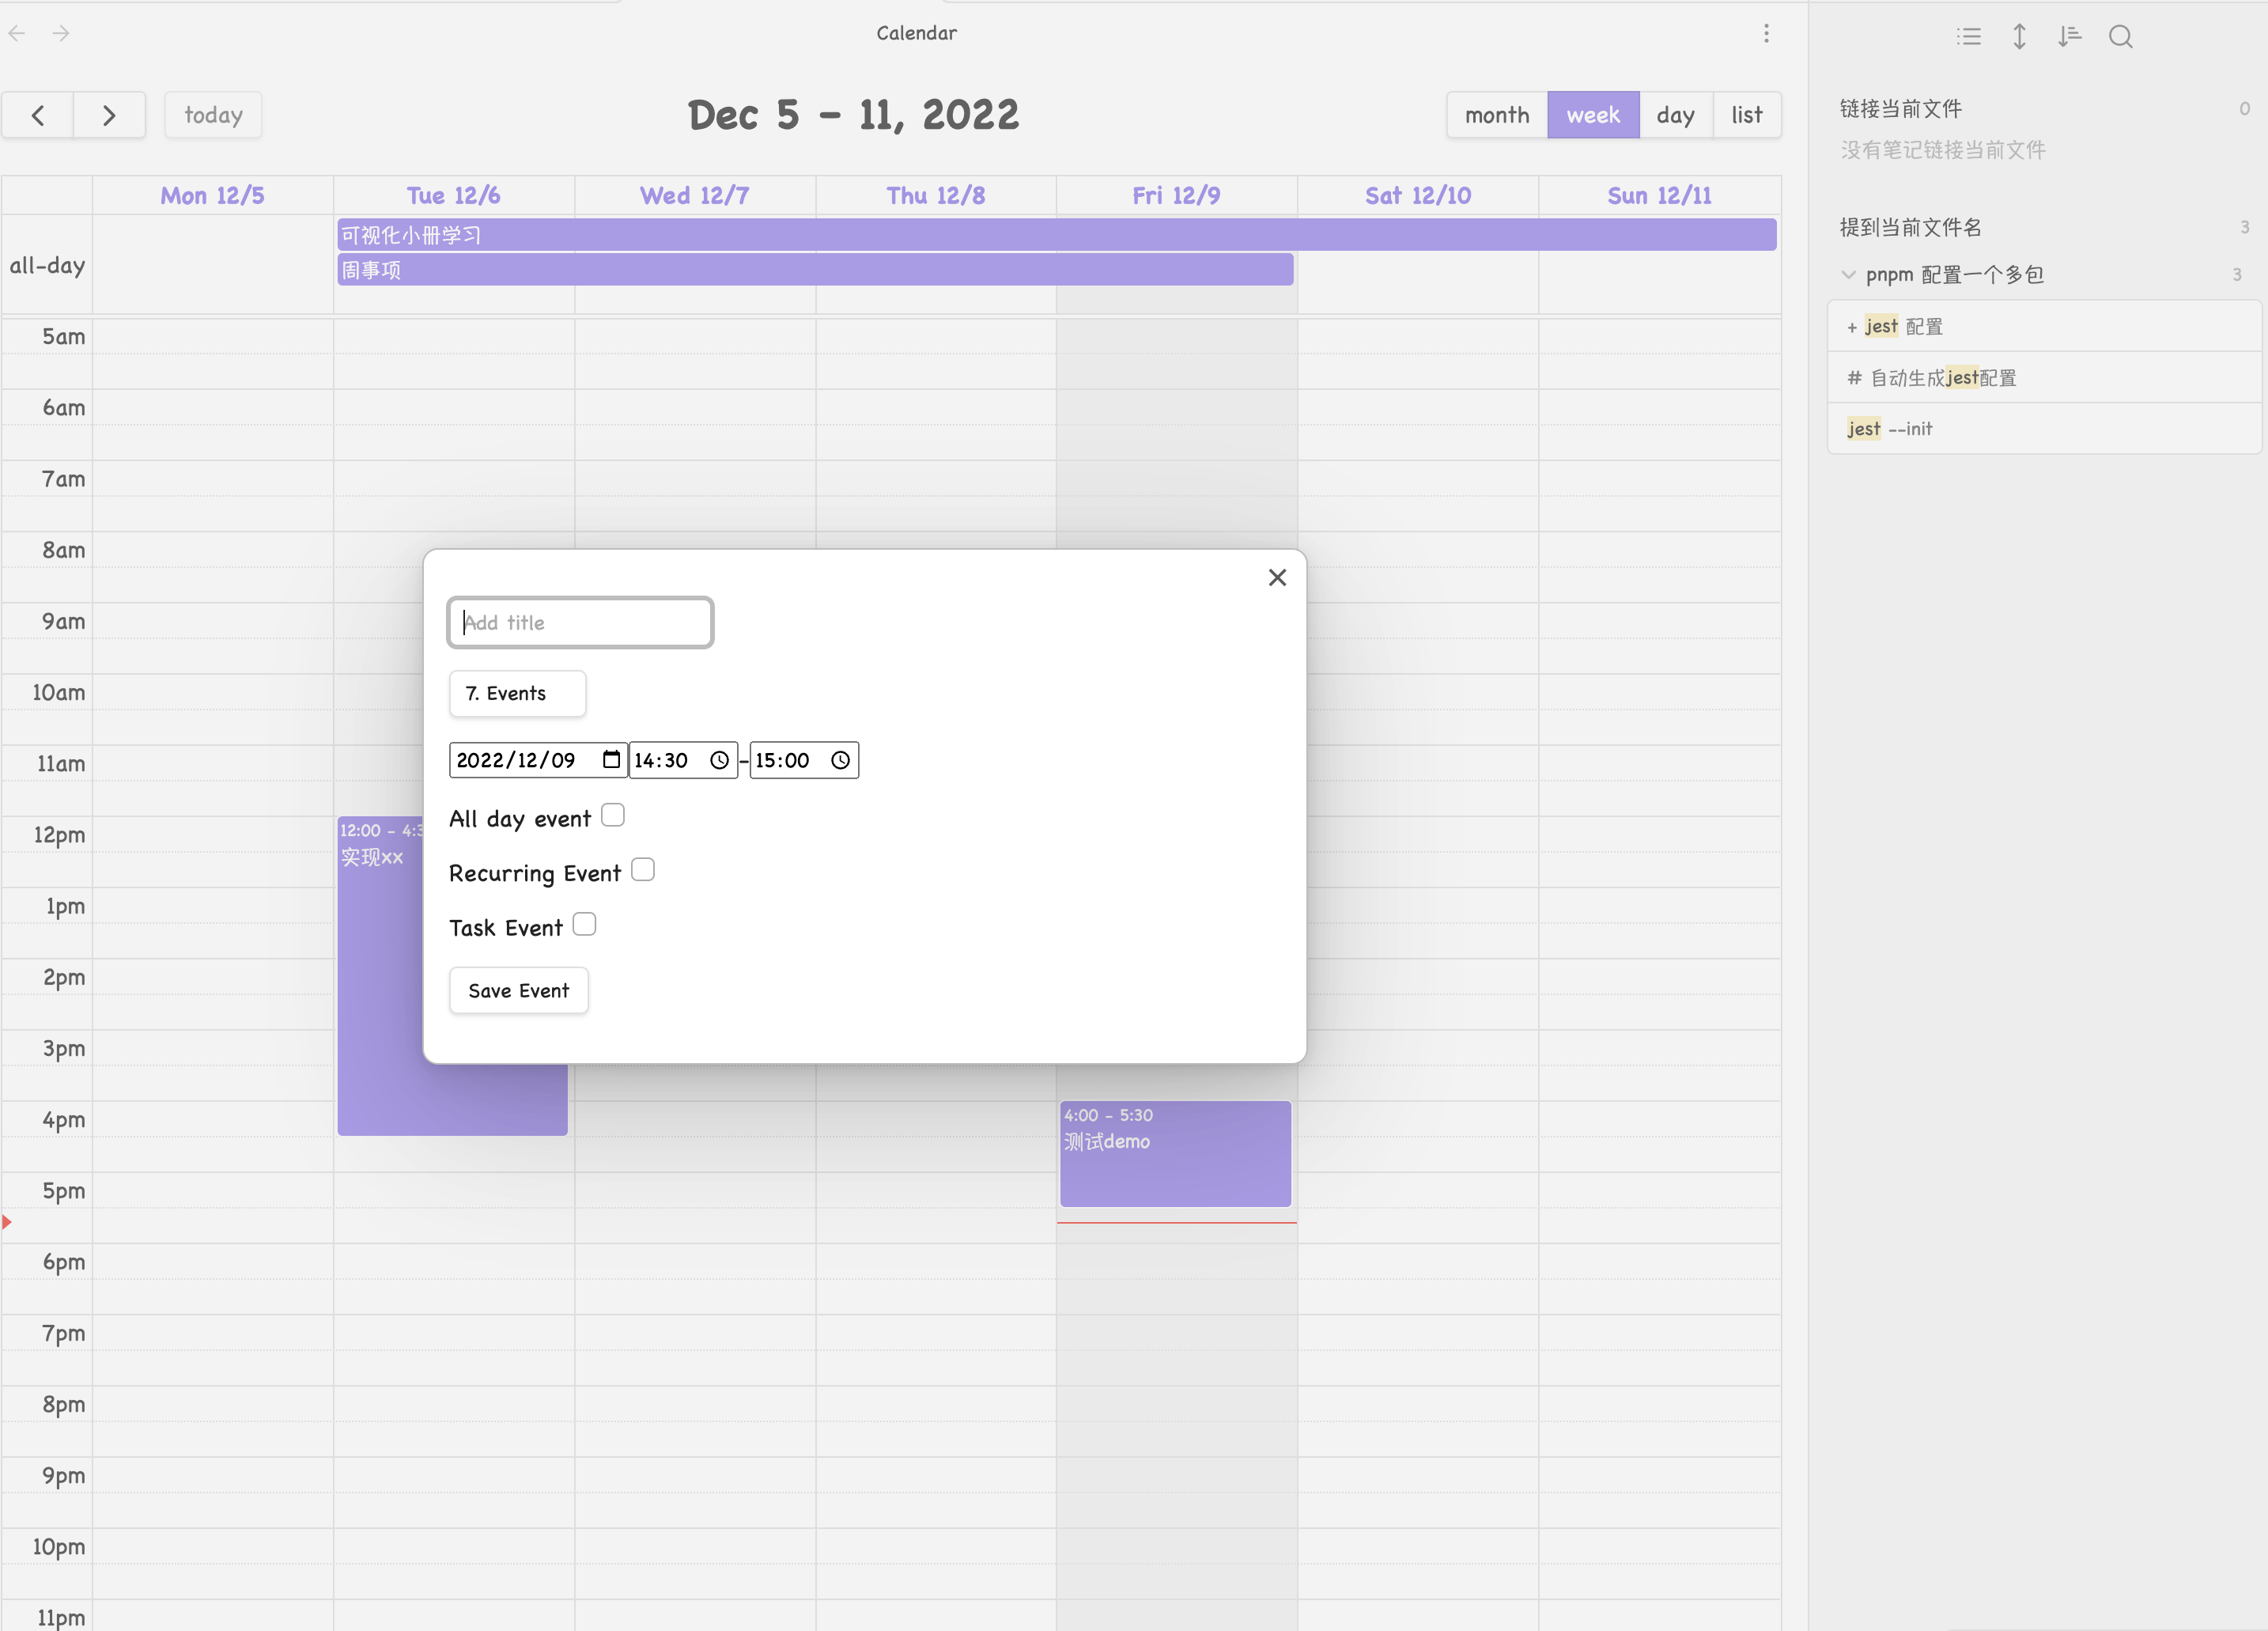 Calendar
today
Dec 5 – 11, 2022
month week day list
Mon 12/5 Tue 12/6 Wed 12/7 Thu 12/8 Fri 12/9 Sat 12/10 Sun 12/11
all-day
可视化小册学习
周事项
5am
6am
7am
8am
9am
10am
11am
12pm
1pm
2pm
3pm
4pm
5pm
6pm
7pm
8pm
9pm
10pm
11pm
12:00 - 4:3
实现xx
4:00 - 5:30
测试demo
Add title
7. Events
2022/12/09 14:30 - 15:00
All day event
Recurring Event
Task Event
Save Event
链接当前文件 0
没有笔记链接当前文件
提到当前文件名 3
pnpm 配置一个多包 3
+ jest 配置
# 自动生成jest配置
jest --init